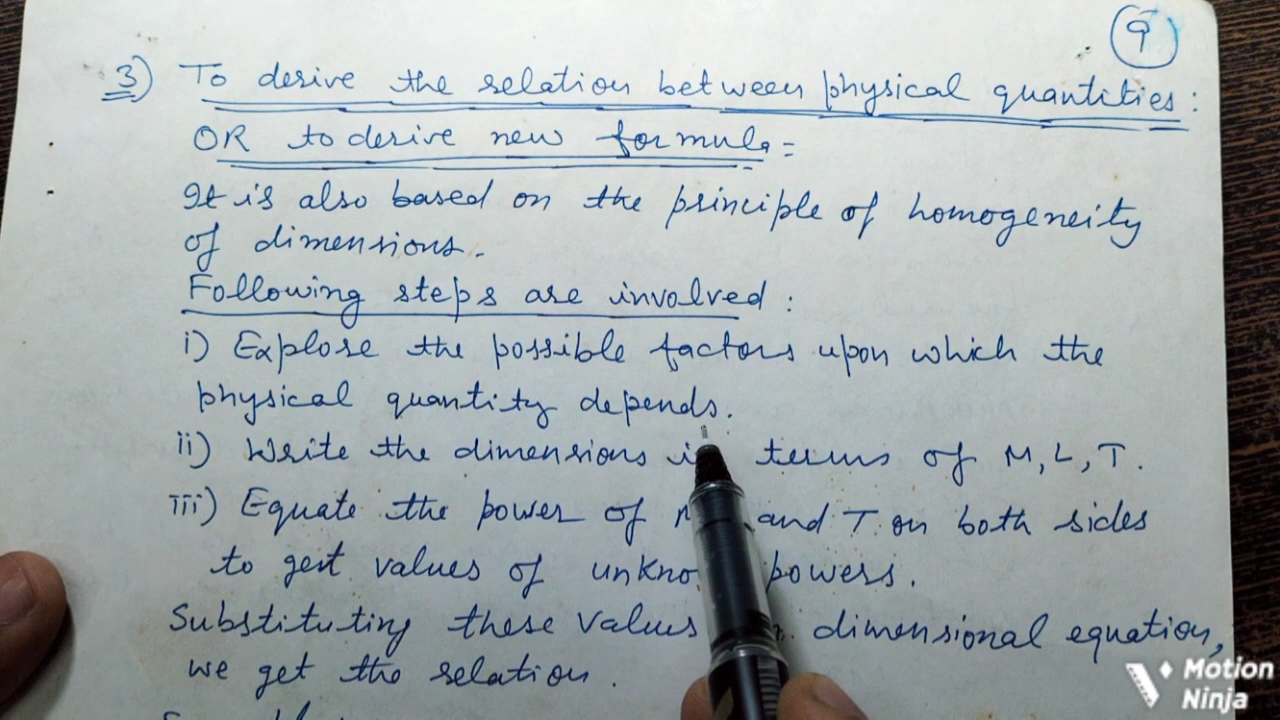 9
3) To derive the relation between physical quantities :
OR to derive new formula =
It is also based on the principle of homogeneity
of dimensions.
Following steps are involved :
i) Explose the possible factors upon which the
physical quantity depends.
ii) Write the dimensions in terms of M, L, T.
iii) Equate the power of M and T on both sides
to get values of unkno powers.
Substituting these values dimensional equation,
we get the relation.
Motion
Ninja